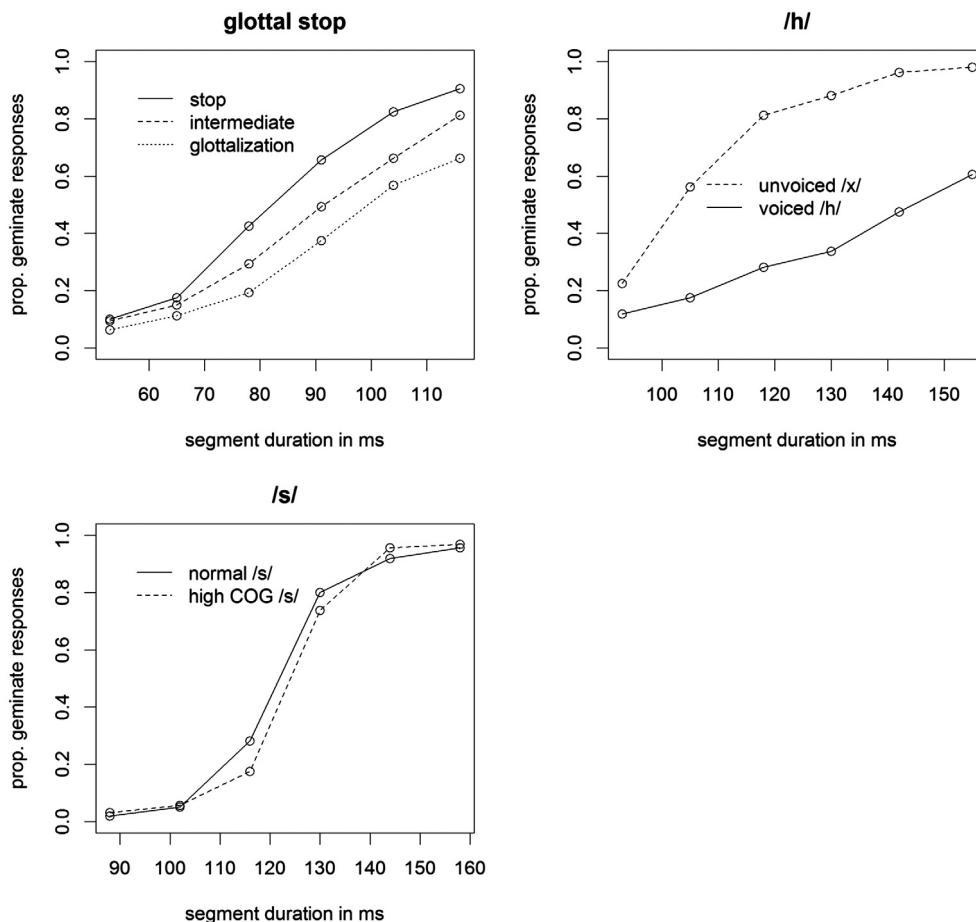 glottal stop
prop. geminate responses
0.0 0.2 0.4 0.6 0.8 1.0
stop
intermediate
glottalization
60 70 80 90 100 110
segment duration in ms
/h/
prop. geminate responses
0.0 0.2 0.4 0.6 0.8 1.0
unvoiced /x/
voiced /h/
100 110 120 130 140 150
segment duration in ms
/s/
prop. geminate responses
0.0 0.2 0.4 0.6 0.8 1.0
normal /s/
high COG /s/
90 100 110 120 130 140 150 160
segment duration in ms